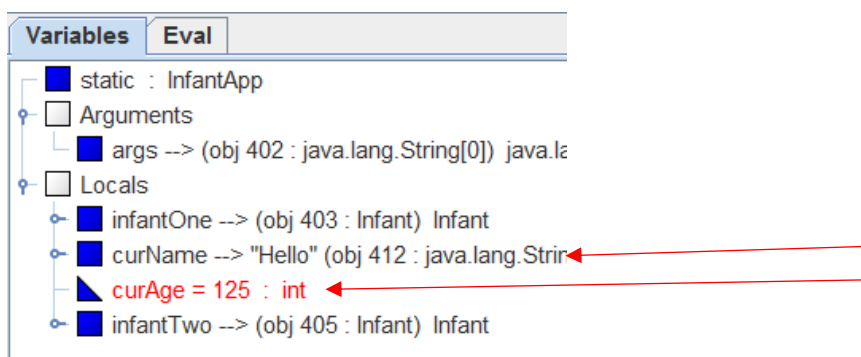 Variables Eval
static : InfantApp
Arguments
args --> (obj 402 : java.lang.String[0]) java.la
Locals
infantOne --> (obj 403 : Infant) Infant
curName --> "Hello" (obj 412 : java.lang.Strin
curAge = 125 : int
infantTwo --> (obj 405 : Infant) Infant